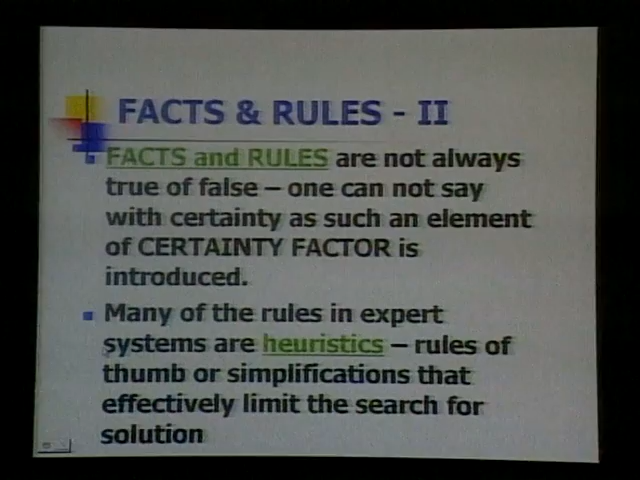 FACTS & RULES - II
FACTS and RULES are not always
true of false – one can not say
with certainty as such an element
of CERTAINTY FACTOR is
introduced.
Many of the rules in expert
systems are heuristics – rules of
thumb or simplifications that
effectively limit the search for
solution